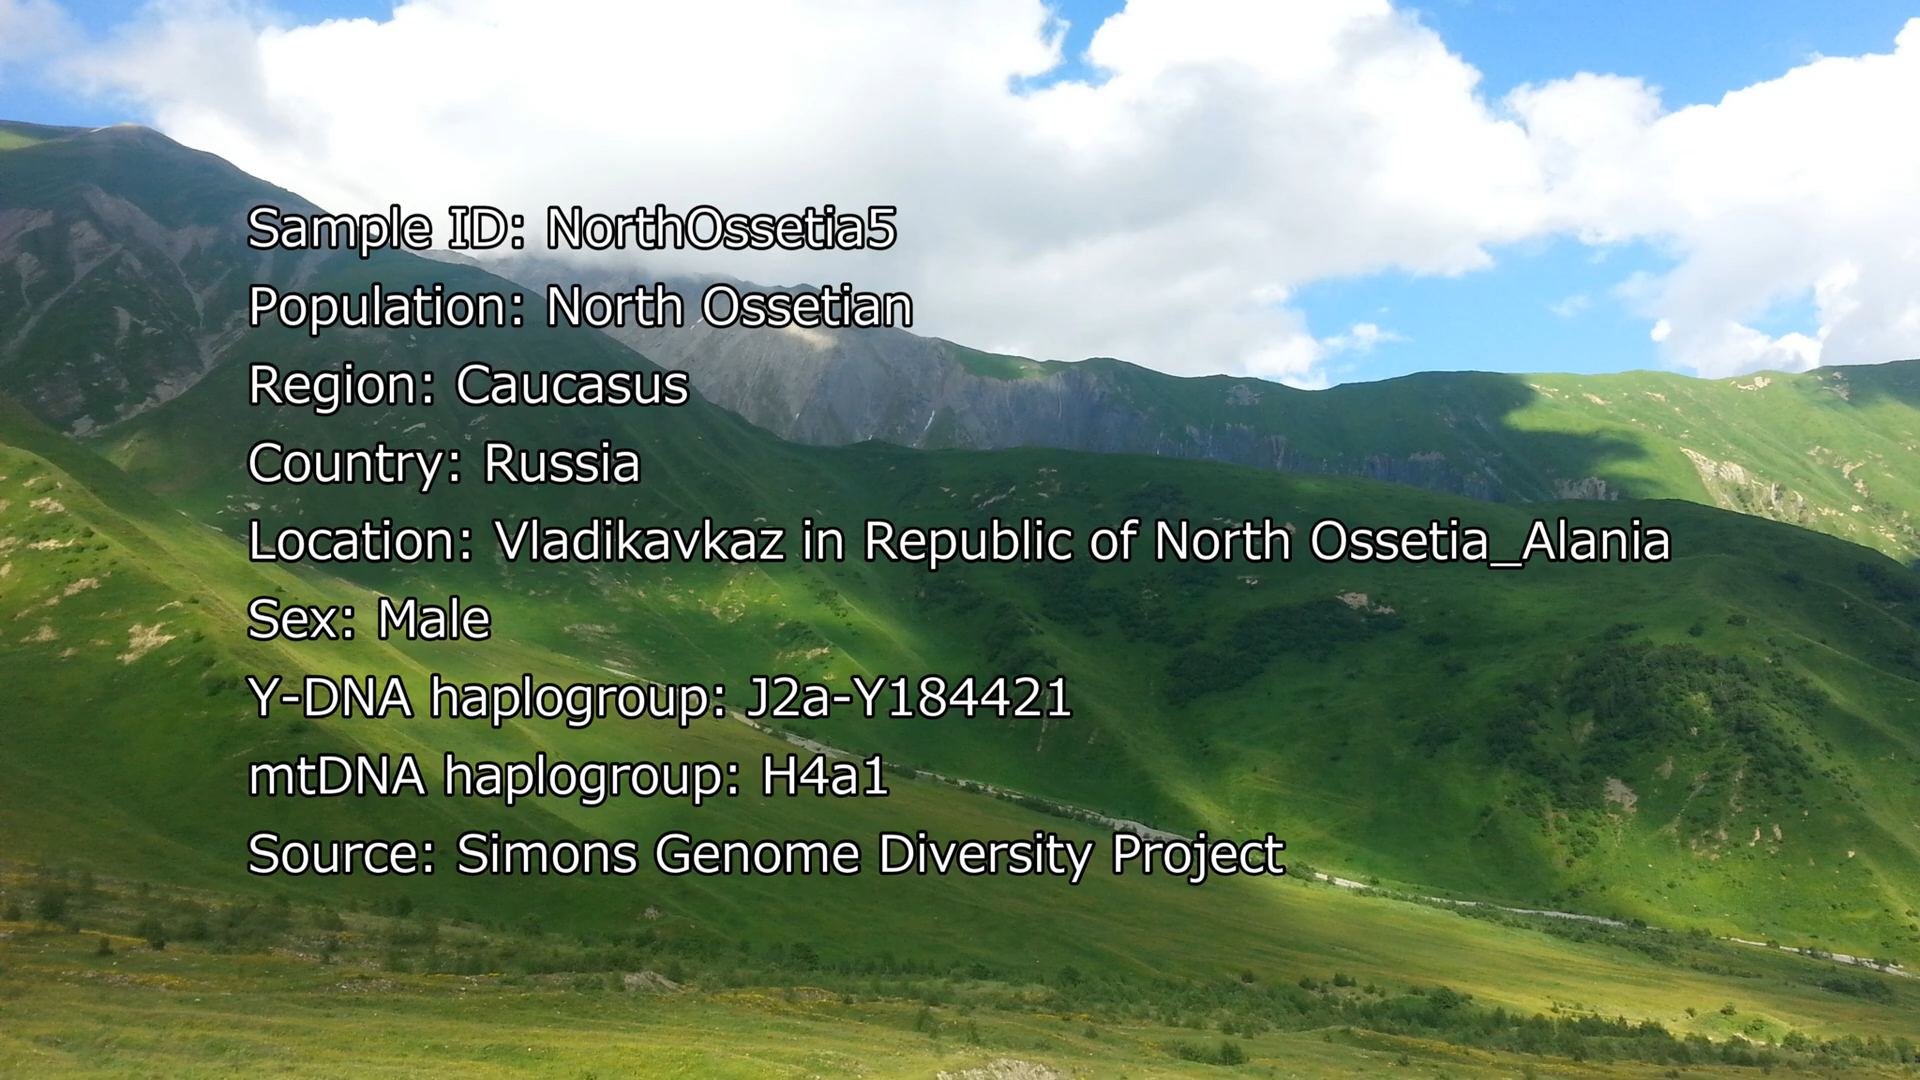 Sample ID: NorthOssetia5
Population: North Ossetian
Region: Caucasus
Country: Russia
Location: Vladikavkaz in Republic of North Ossetia_Alania
Sex: Male
Y-DNA haplogroup: J2a-Y184421
mtDNA haplogroup: H4a1
Source: Simons Genome Diversity Project